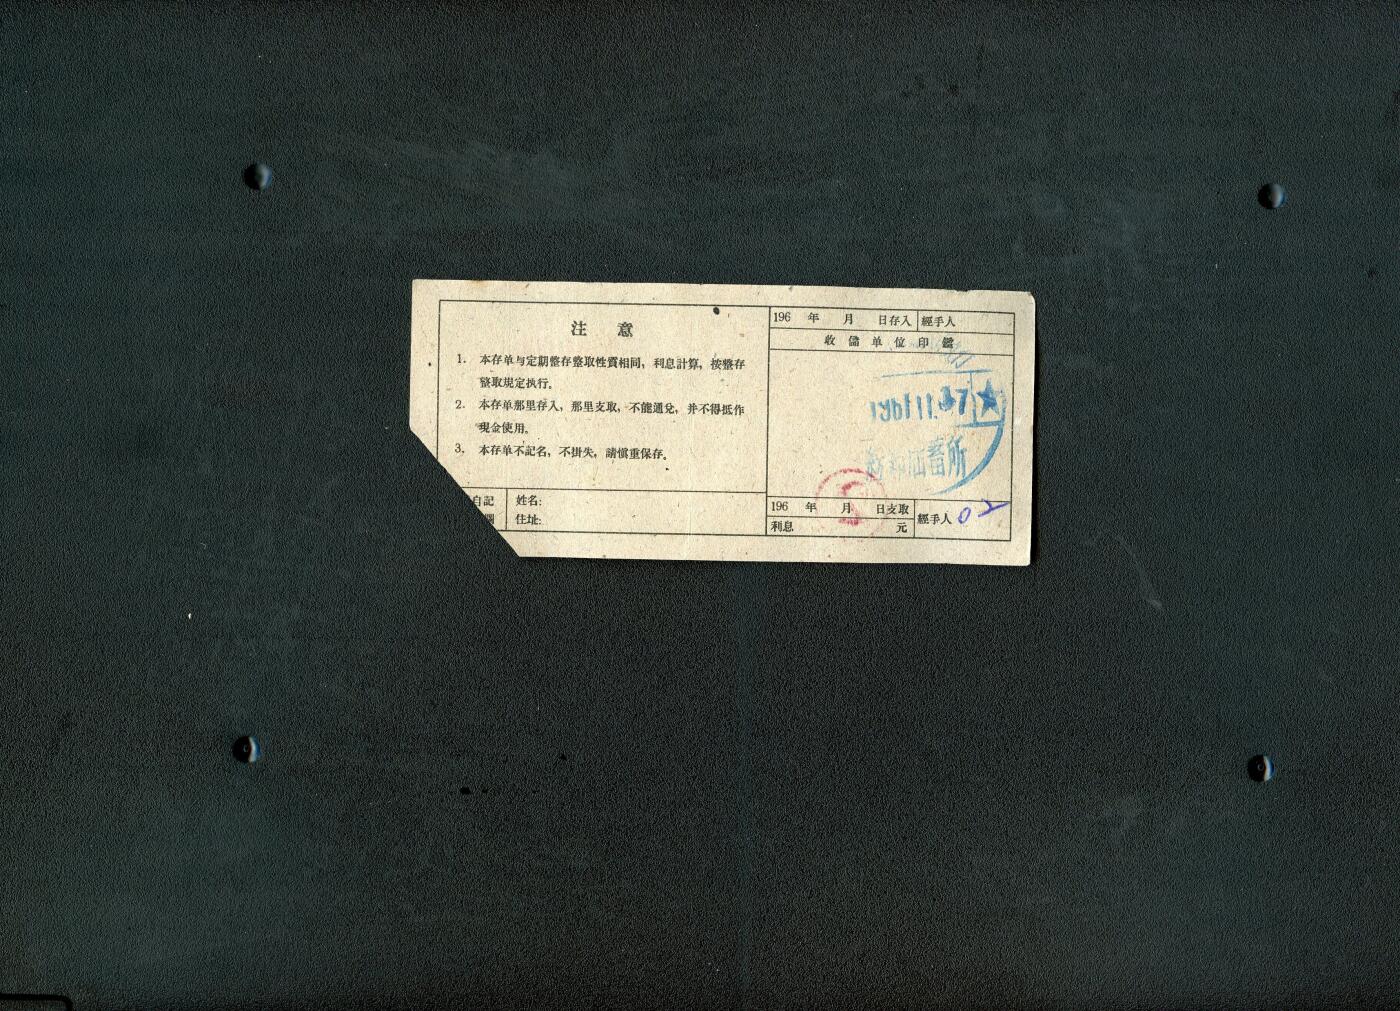 注 意
1. 本存单与定期整存整取性質相同，利息計算，按整存
整取規定执行。
2. 本存单那里存入，那里支取，不能通兌，并不得抵作
現金使用。
3. 本存单不記名，不掛失，請慎重保存。
自記
姓名:
住址:
196 年 月 日存入 經手人
收儲单位印鑑
1961 11. 7
蓄所
196 年 月 日支取
利息 元
經手人 02